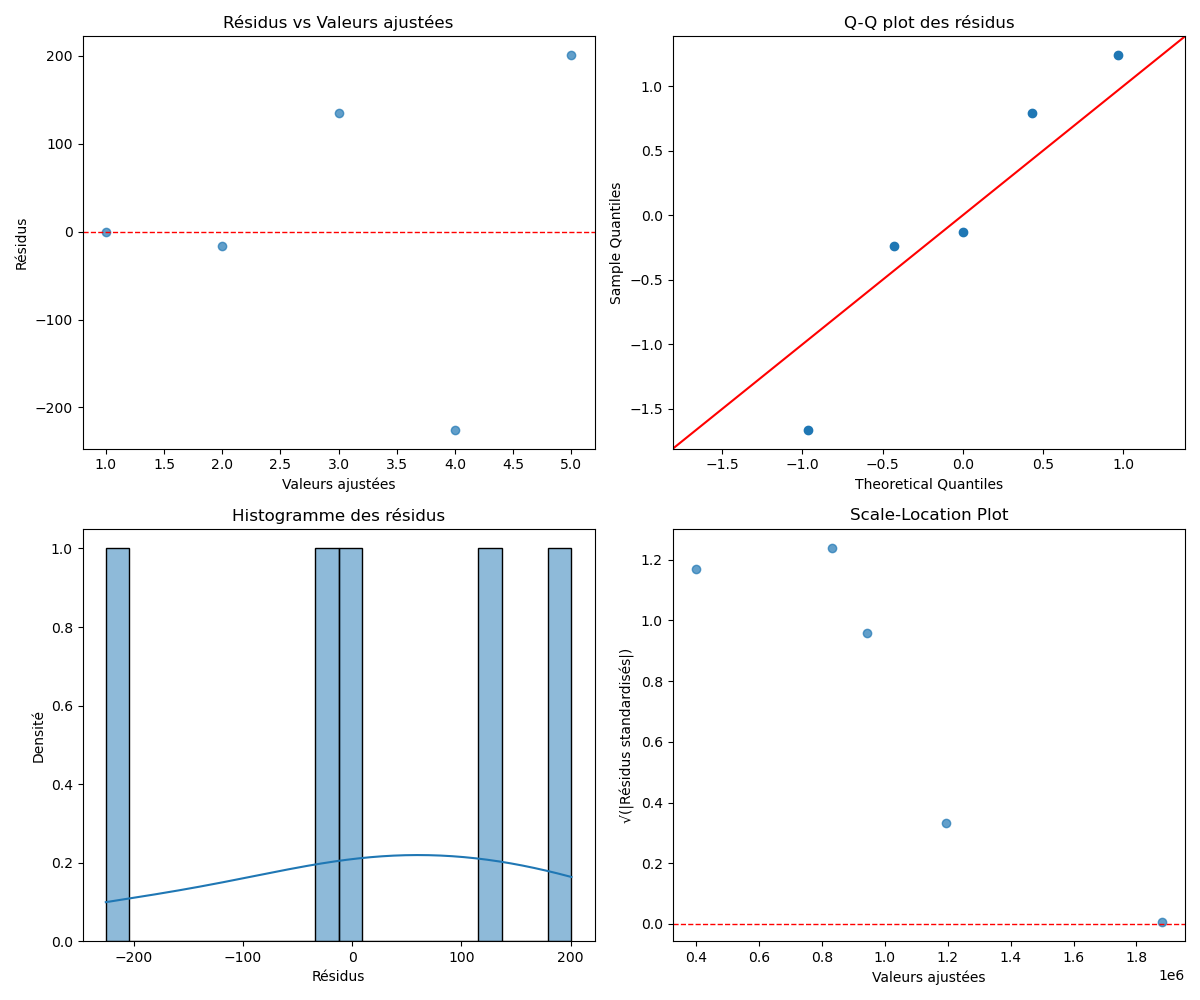 Résidus vs Valeurs ajustées
200
100
0
−100
−200
Résidus
1.0 1.5 2.0 2.5 3.0 3.5 4.0 4.5 5.0
Valeurs ajustées
Q-Q plot des résidus
1.0
0.5
0.0
−0.5
−1.0
−1.5
Sample Quantiles
−1.5 −1.0 −0.5 0.0 0.5 1.0
Theoretical Quantiles
Histogramme des résidus
1.0
0.8
0.6
0.4
0.2
0.0
Densité
−200 −100 0 100 200
Résidus
Scale-Location Plot
1.2
1.0
0.8
0.6
0.4
0.2
0.0
√(|Résidus standardisés|)
0.4 0.6 0.8 1.0 1.2 1.4 1.6 1.8
1e6
Valeurs ajustées